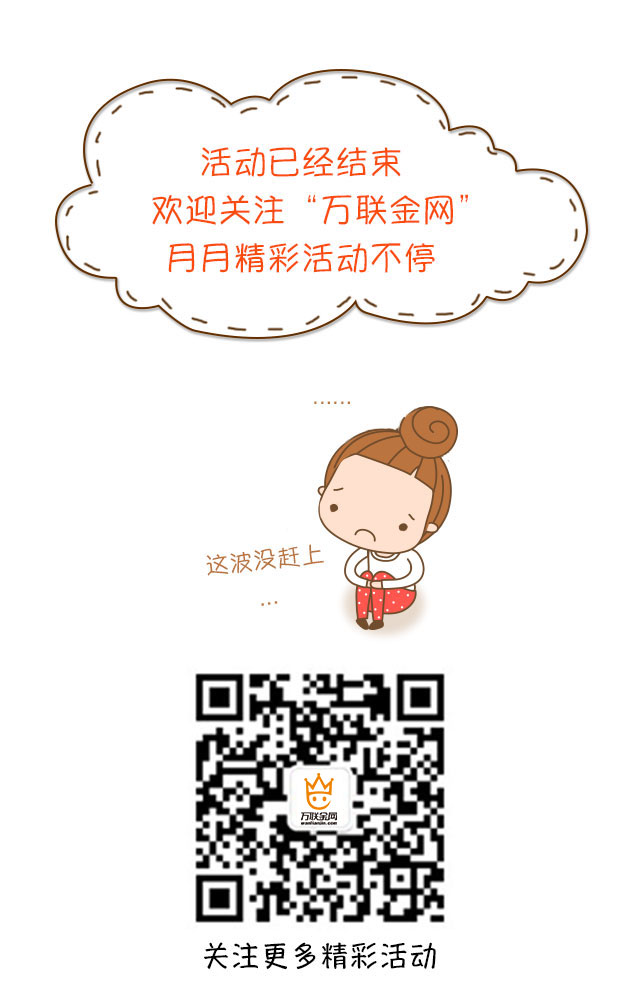 活动已经结束
欢迎关注“万联金网”
月月精彩活动不停
……
这波没赶上
…
万联金网
wanlianjin.com
关注更多精彩活动